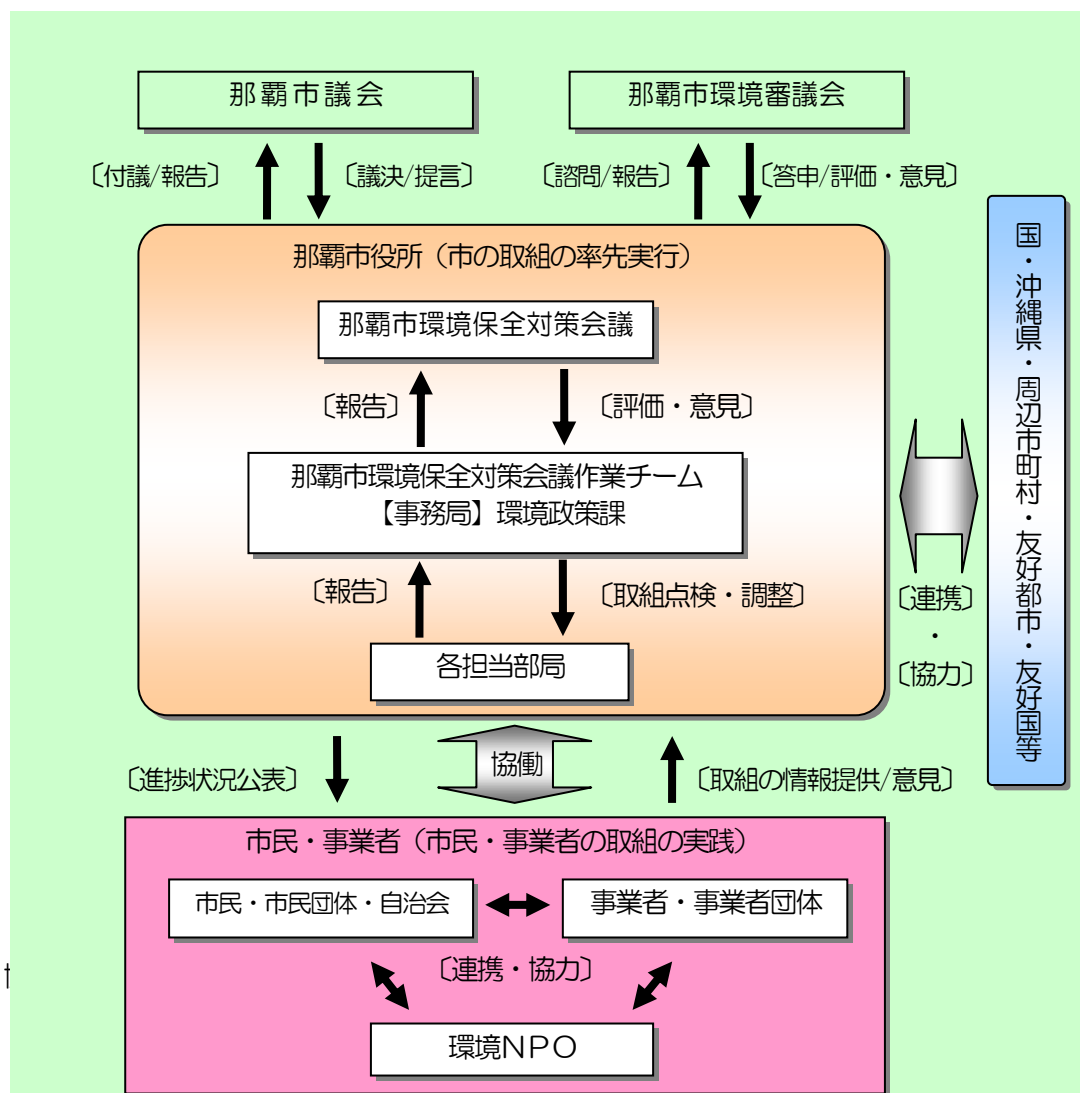 那覇市議会
那覇市環境審議会
〔付議/報告〕
〔議決/提言〕
〔諮問/報告〕
〔答申/評価・意見〕
那覇市役所（市の取組の率先実行）
那覇市環境保全対策会議
〔報告〕
〔評価・意見〕
那覇市環境保全対策会議作業チーム
【事務局】環境政策課
〔報告〕
〔取組点検・調整〕
各担当部局
国・沖縄県・周辺市町村・友好都市・友好国等
〔連携〕
・
〔協力〕
〔進捗状況公表〕
協働
〔取組の情報提供/意見〕
市民・事業者（市民・事業者の取組の実践）
市民・市民団体・自治会
事業者・事業者団体
〔連携・協力〕
環境NPO